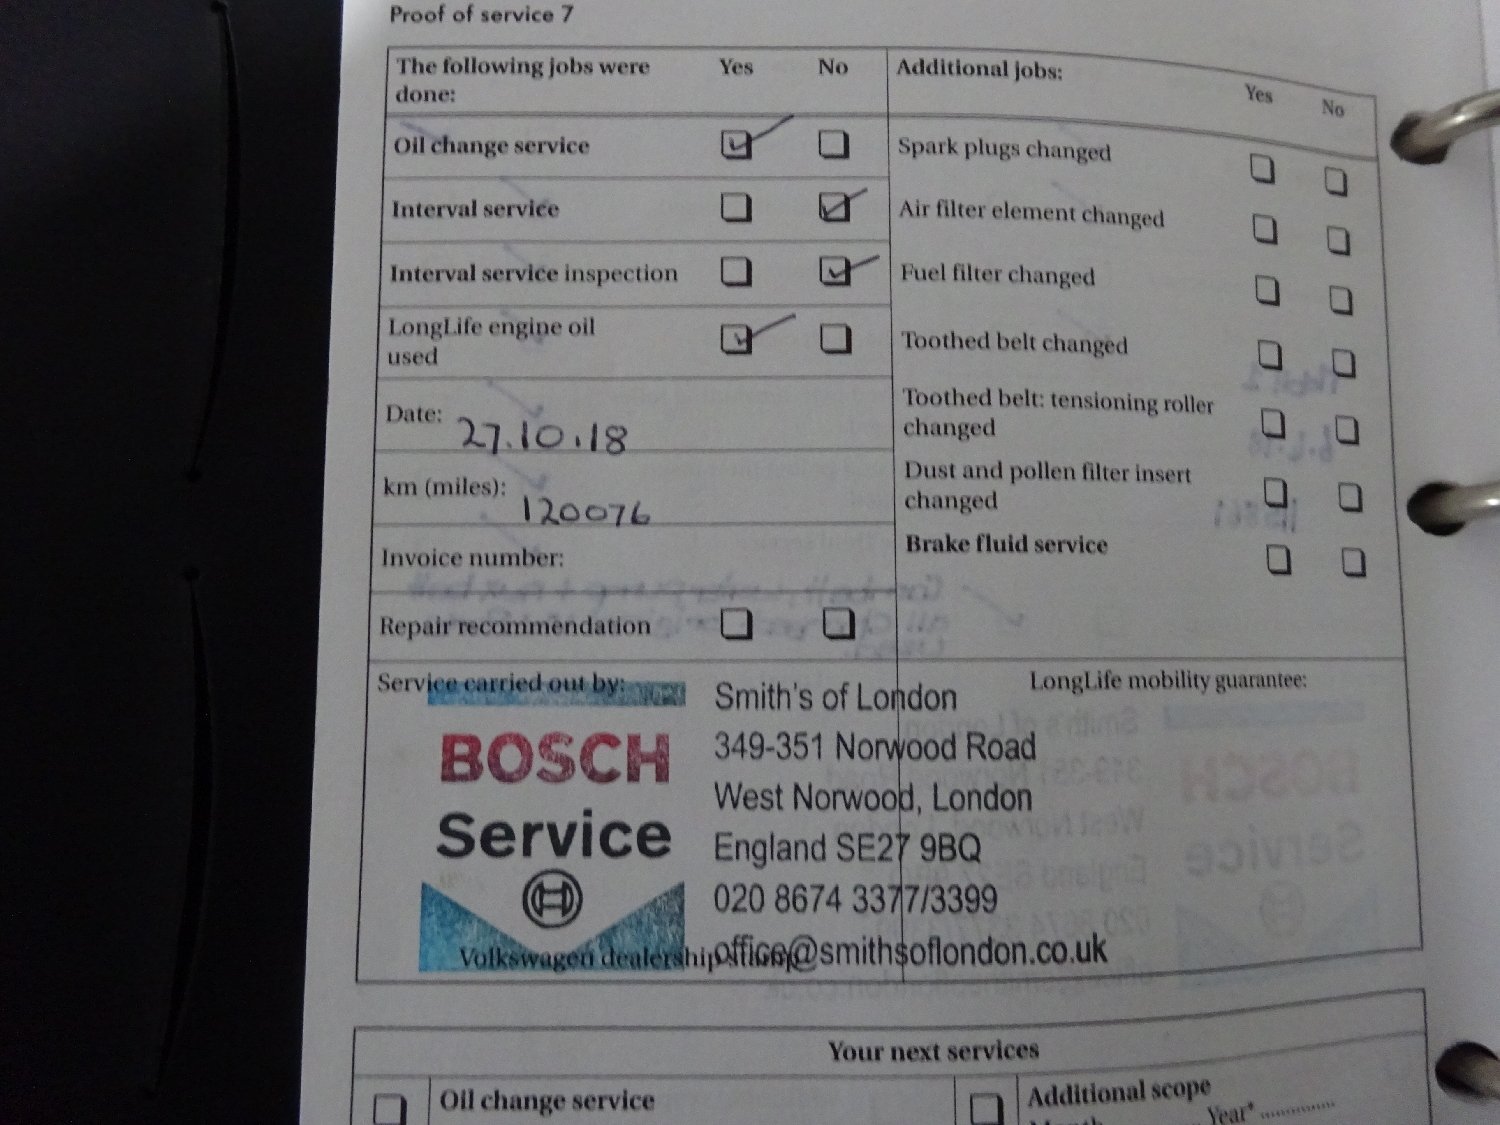 Proof of service 7
The following jobs were
done:
Yes No
Oil change service
Interval service
Interval service inspection
LongLife engine oil
used
Date: 27.10.18
km (miles): 120076
Invoice number:
Repair recommendation
Additional jobs:
Yes No
Spark plugs changed
Air filter element changed
Fuel filter changed
Toothed belt changed
Toothed belt: tensioning roller
changed
Dust and pollen filter insert
changed
Brake fluid service
Service carried out by:
BOSCH
Service
Volkswagen dealership
Smith's of London
349-351 Norwood Road
West Norwood, London
England SE27 9BQ
020 8674 3377/3399
office@smithsoflondon.co.uk
LongLife mobility guarantee:
Your next services
Oil change service
Additional scope
Year*